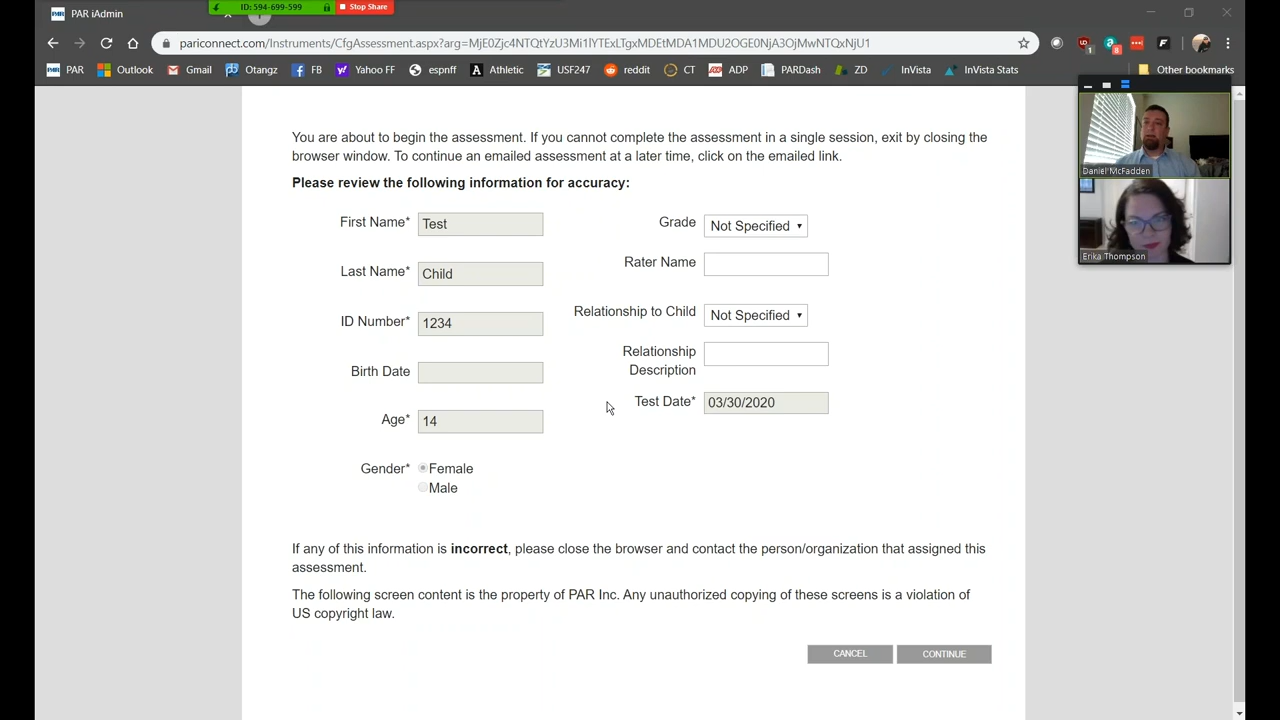 PAR iAdmin
ID: 594-699-599
Stop Share
pariconnect.com/Instruments/CfgAssessment.aspx?arg=MjE0Zjc4NTQtYzU3Mi1lYTExLTgxMDEtMDA1MDU2OGE0NjA3OjMwNTQxNjU1
PAR Outlook Gmail Otangz FB Yahoo FF espnff Athletic USF247 reddit CT ADP PARDash ZD InVista InVista Stats Other bookmarks
You are about to begin the assessment. If you cannot complete the assessment in a single session, exit by closing the
browser window. To continue an emailed assessment at a later time, click on the emailed link.
Please review the following information for accuracy:
First Name* Test
Last Name* Child
ID Number* 1234
Birth Date
Age* 14
Gender* Female
Male
Grade Not Specified
Rater Name
Relationship to Child Not Specified
Relationship
Description
Test Date* 03/30/2020
If any of this information is incorrect, please close the browser and contact the person/organization that assigned this
assessment.
The following screen content is the property of PAR Inc. Any unauthorized copying of these screens is a violation of
US copyright law.
CANCEL CONTINUE
Daniel McFadden
Erika Thompson